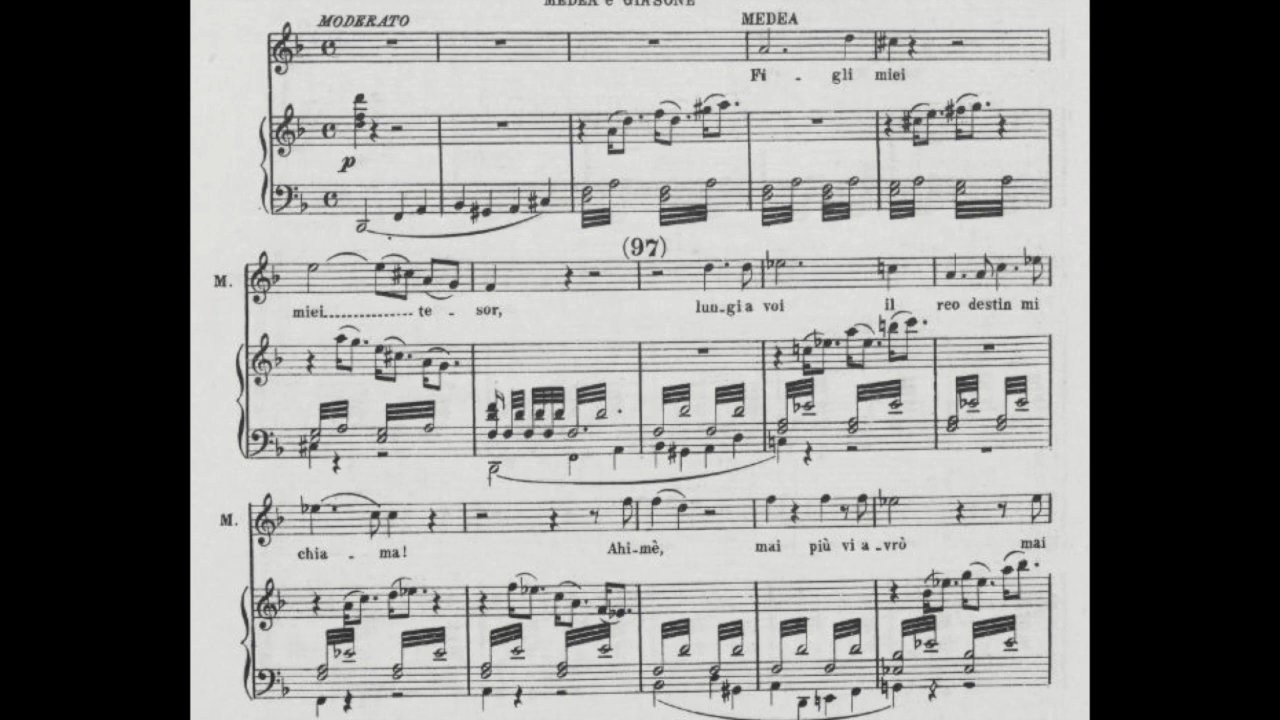 MEDEA e GIASONE
MODERATO
MEDEA
Fi - gli miei
p
(97)
M.
miei............... te - sor, lun-gi a voi il reo destin mi
M.
chia - ma! Ahi-mè, mai più vi a-vrò mai